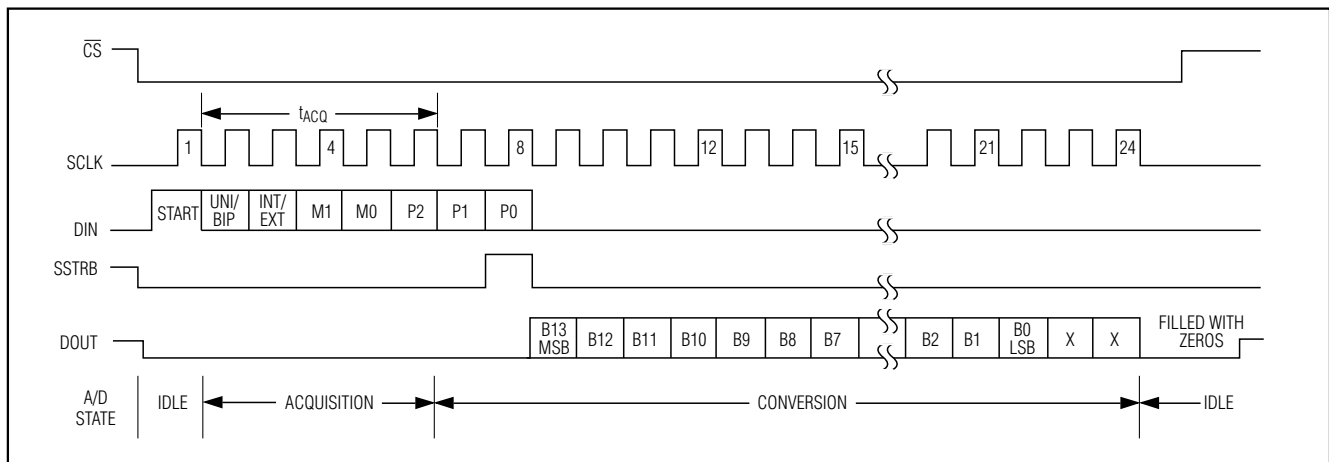 CS
tACQ
1 4 8 12 15 21 24
SCLK
START UNI/BIP INT/EXT M1 M0 P2 P1 P0
DIN
SSTRB
B13 MSB B12 B11 B10 B9 B8 B7 B2 B1 B0 LSB X X
FILLED WITH ZEROS
DOUT
A/D STATE
IDLE ACQUISITION CONVERSION IDLE